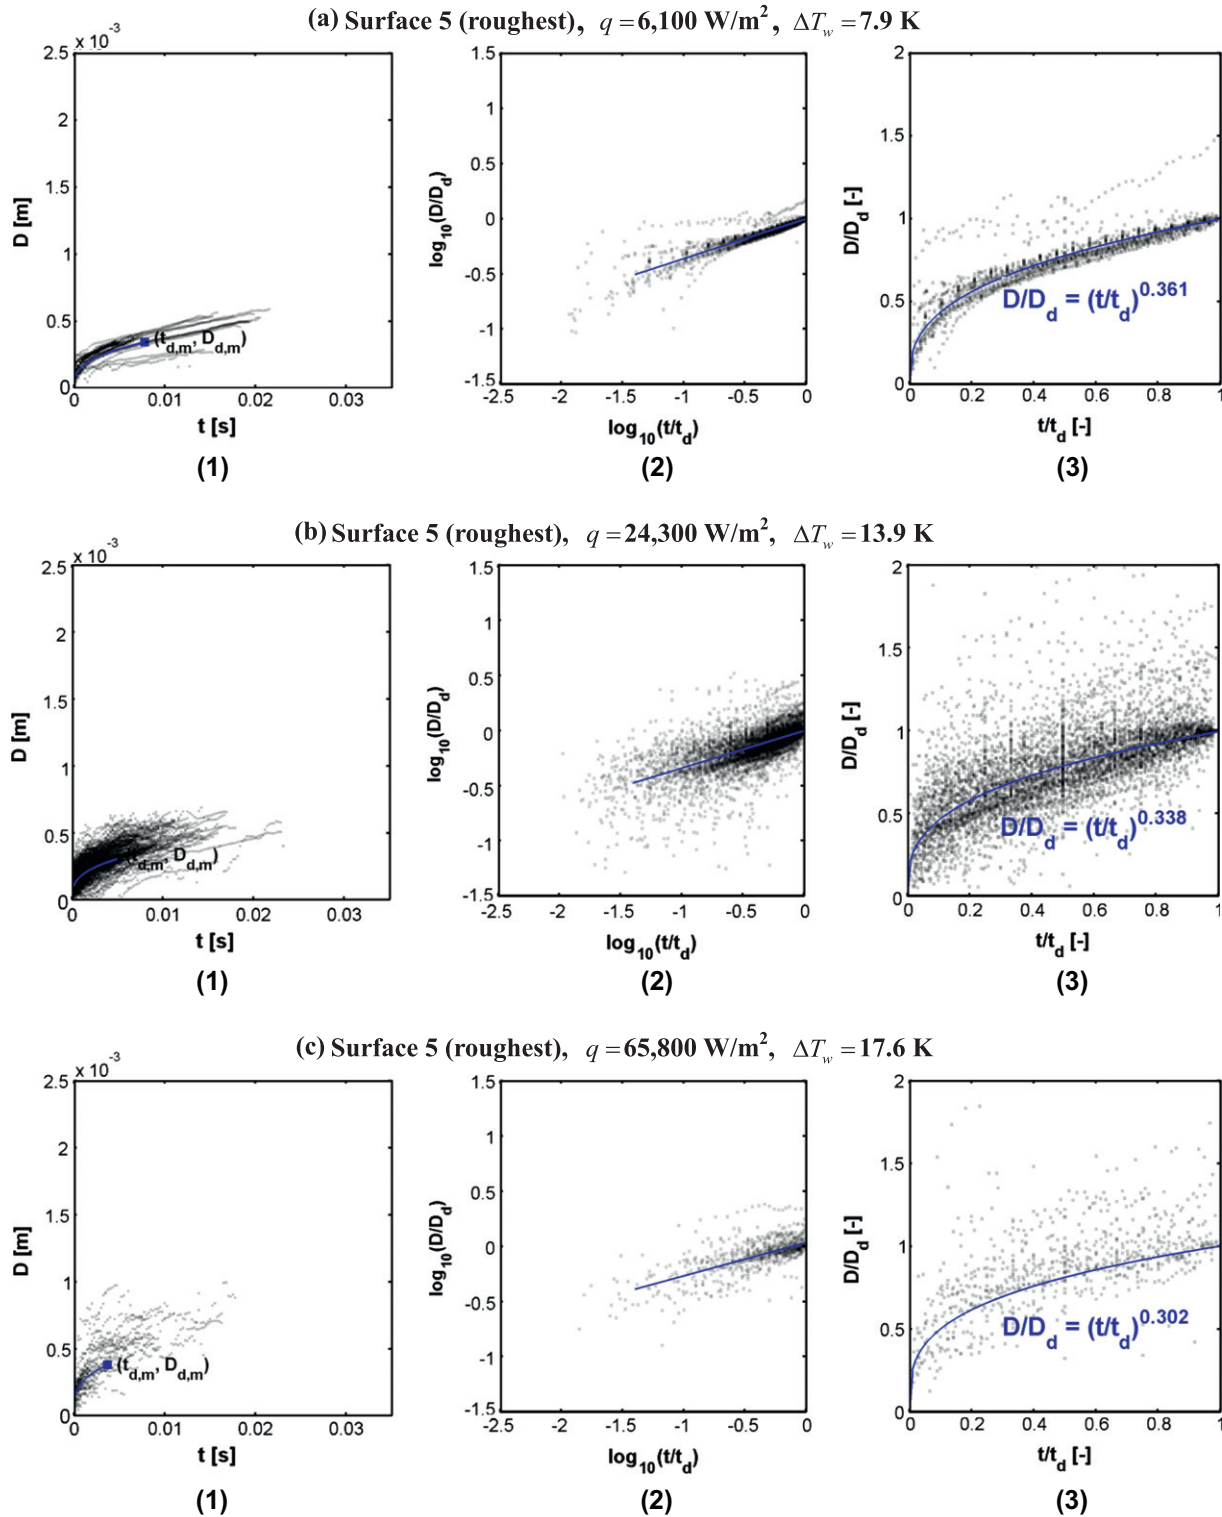 (a) Surface 5 (roughest), q = 6,100 W/m², ΔT_w = 7.9 K
x 10⁻³
2.5
2
1.5
1
0.5
0
D [m]
(t_d,m, D_d,m)
0 0.01 0.02 0.03
t [s]
(1)
1.5
1
0.5
0
-0.5
-1
-1.5
log₁₀(D/D_d)
-2.5 -2 -1.5 -1 -0.5 0
log₁₀(t/t_d)
(2)
2
1.5
1
0.5
0
D/D_d [-]
D/D_d = (t/t_d)^0.361
0 0.2 0.4 0.6 0.8 1
t/t_d [-]
(3)
(b) Surface 5 (roughest), q = 24,300 W/m², ΔT_w = 13.9 K
x 10⁻³
2.5
2
1.5
1
0.5
0
D [m]
(t_d,m, D_d,m)
0 0.01 0.02 0.03
t [s]
(1)
1.5
1
0.5
0
-0.5
-1
-1.5
log₁₀(D/D_d)
-2.5 -2 -1.5 -1 -0.5 0
log₁₀(t/t_d)
(2)
2
1.5
1
0.5
0
D/D_d [-]
D/D_d = (t/t_d)^0.338
0 0.2 0.4 0.6 0.8 1
t/t_d [-]
(3)
(c) Surface 5 (roughest), q = 65,800 W/m², ΔT_w = 17.6 K
x 10⁻³
2.5
2
1.5
1
0.5
0
D [m]
(t_d,m, D_d,m)
0 0.01 0.02 0.03
t [s]
(1)
1.5
1
0.5
0
-0.5
-1
-1.5
log₁₀(D/D_d)
-2.5 -2 -1.5 -1 -0.5 0
log₁₀(t/t_d)
(2)
2
1.5
1
0.5
0
D/D_d [-]
D/D_d = (t/t_d)^0.302
0 0.2 0.4 0.6 0.8 1
t/t_d [-]
(3)